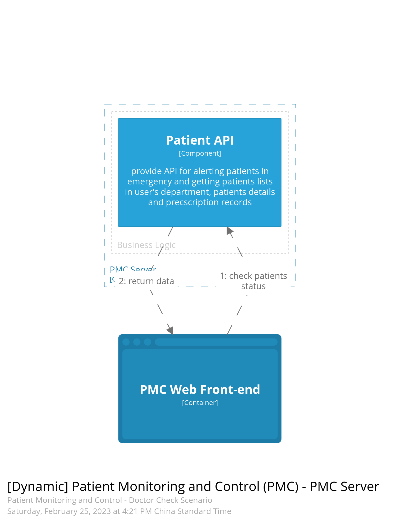 Patient API
[Component]
provide API for alerting patients in
emergency and getting patients lists
in user's department, patients details
and precscription records
Business Logic
PMC
1: check patients
status
2: return data
PMC Web Front-end
[Container]
[Dynamic] Patient Monitoring and Control (PMC) - PMC Server
Patient Monitoring and Control - Doctor Check Scenario
Saturday, February 25, 2023 at 4:21 PM China Standard Time